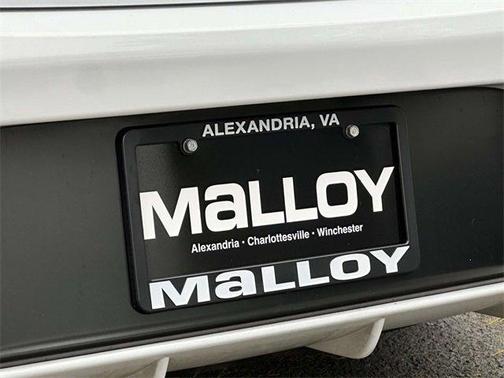 ALEXANDRIA, VA
MaLLOY
Alexandria • Charlottesville • Winchester
MaLLOY